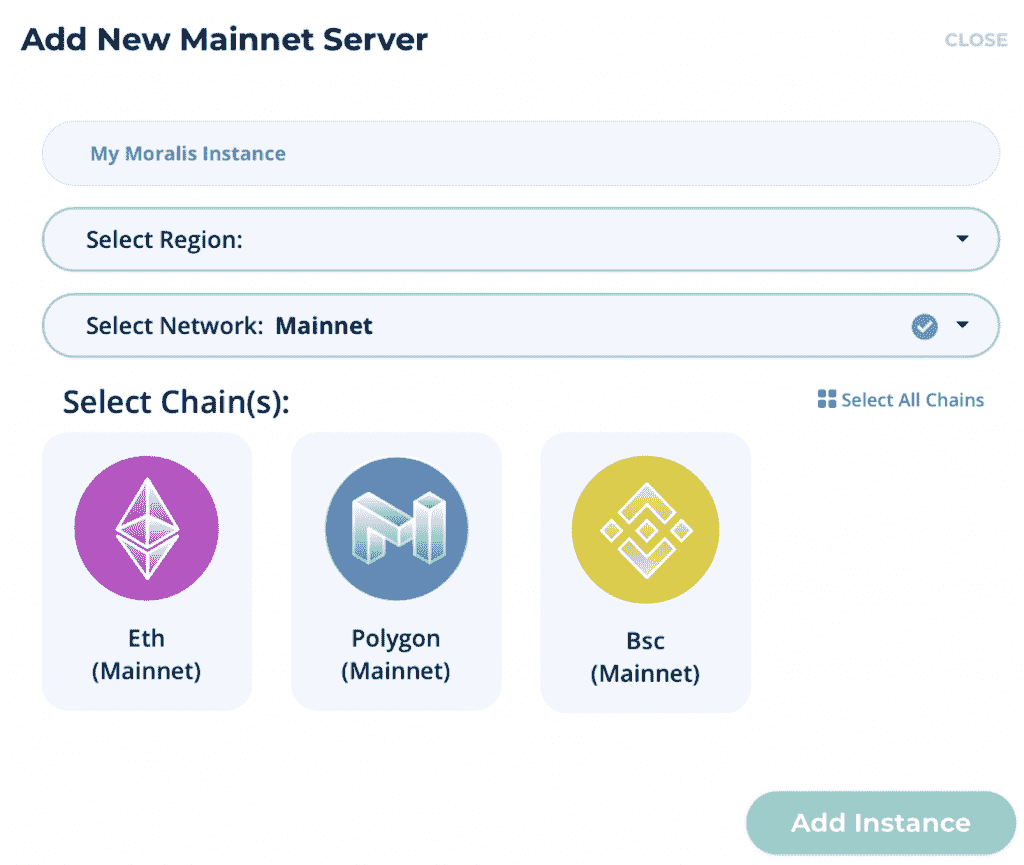 Add New Mainnet Server
CLOSE
My Moralis Instance
Select Region:
Select Network: Mainnet
Select Chain(s):
Select All Chains
Eth
(Mainnet)
Polygon
(Mainnet)
Bsc
(Mainnet)
Add Instance